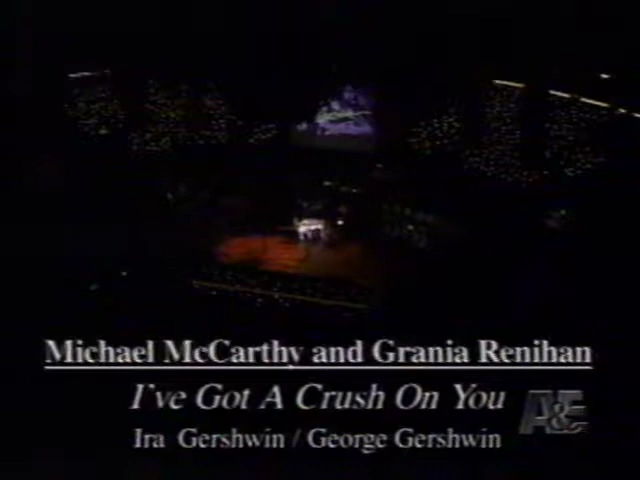 Michael McCarthy and Grania Renihan
I've Got A Crush On You
A&E
Ira Gershwin / George Gershwin